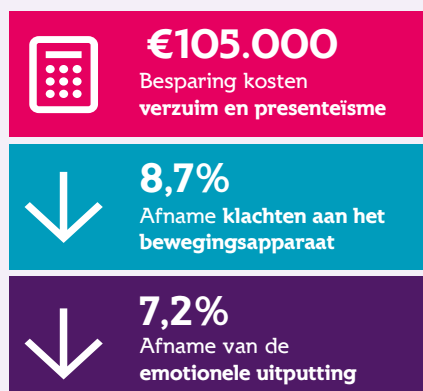 €105.000
Besparing kosten
verzuim en presenteïsme
8,7%
Afname klachten aan het
bewegingsapparaat
7,2%
Afname van de
emotionele uitputting